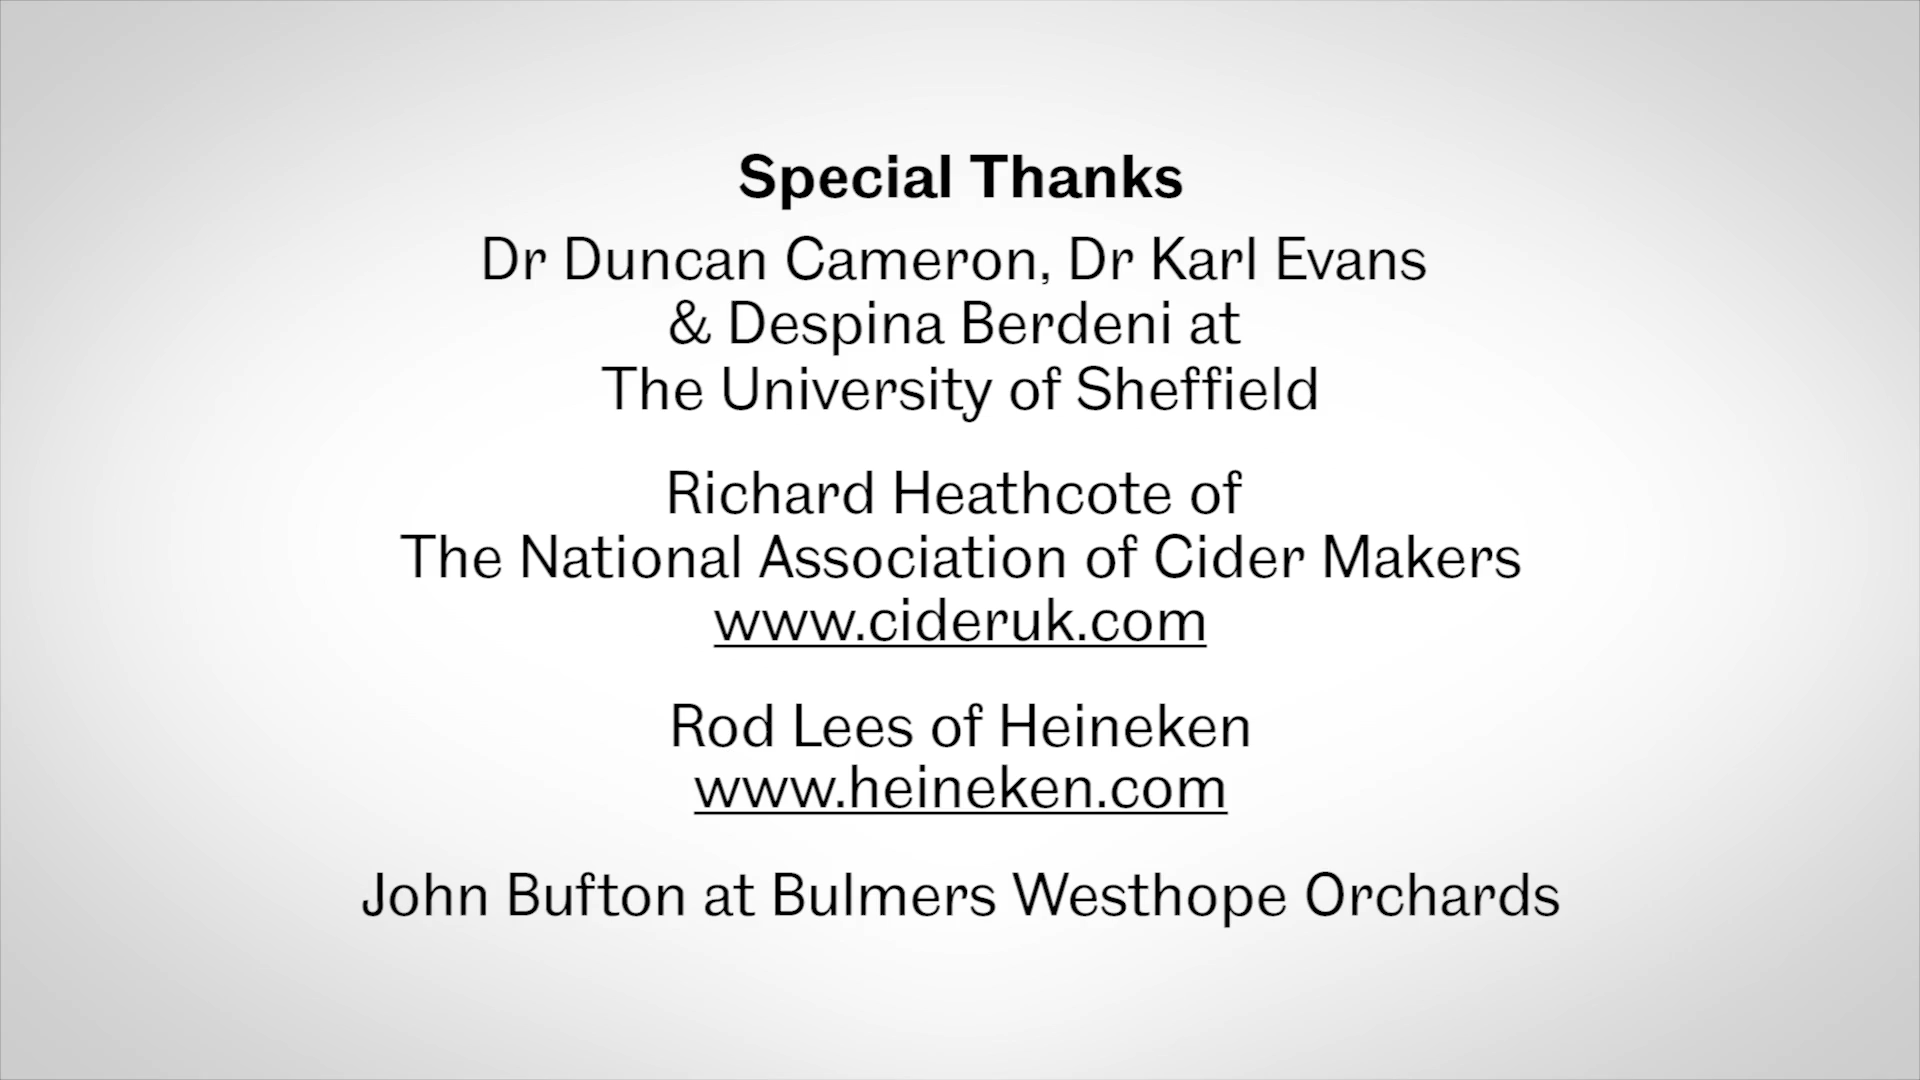 Special Thanks
Dr Duncan Cameron, Dr Karl Evans
& Despina Berdeni at
The University of Sheffield
Richard Heathcote of
The National Association of Cider Makers
www.cideruk.com
Rod Lees of Heineken
www.heineken.com
John Bufton at Bulmers Westhope Orchards